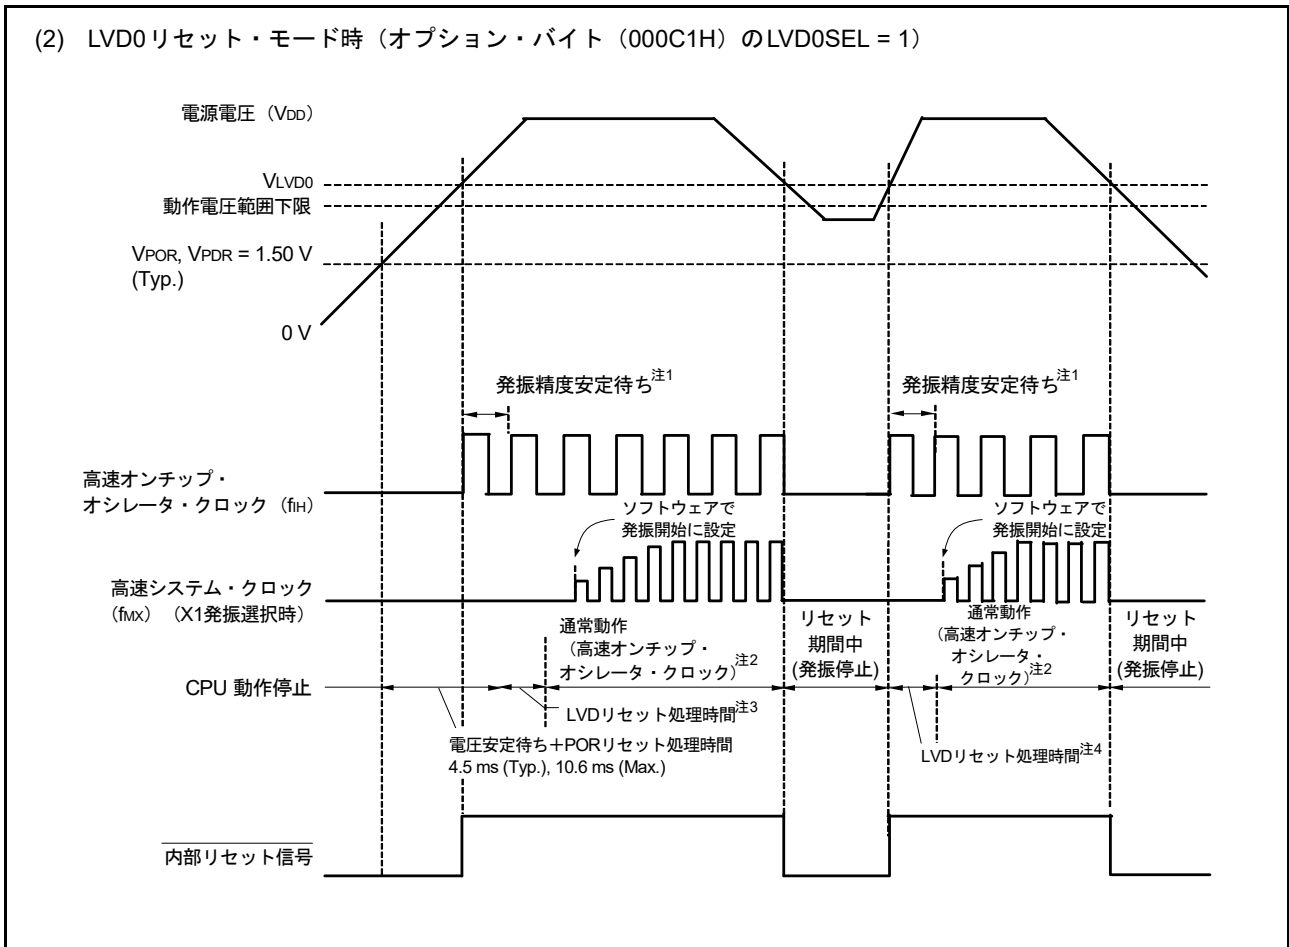 (2) LVD0リセット・モード時（オプション・バイト（000C1H）のLVD0SEL = 1）
電源電圧（VDD）
VLVD0
動作電圧範囲下限
VPOR, VPDR = 1.50 V
(Typ.)
0 V
発振精度安定待ち注1
発振精度安定待ち注1
高速オンチップ・
オシレータ・クロック（fIH）
ソフトウェアで
発振開始に設定
ソフトウェアで
発振開始に設定
高速システム・クロック
（fMX）（X1発振選択時）
通常動作
（高速オンチップ・
オシレータ・クロック）注2
リセット
期間中
(発振停止)
通常動作
（高速オンチップ・
オシレータ・
クロック）注2
リセット
期間中
(発振停止)
CPU 動作停止
LVDリセット処理時間注3
電圧安定待ち＋PORリセット処理時間
4.5 ms (Typ.), 10.6 ms (Max.)
LVDリセット処理時間注4
内部リセット信号